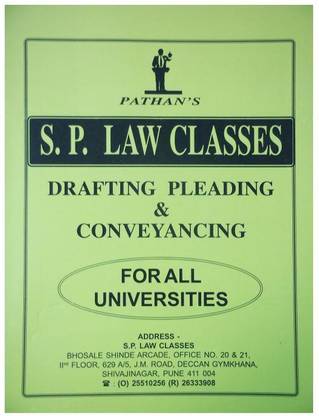 PATHAN'S
S. P. LAW CLASSES
DRAFTING PLEADING
&
CONVEYANCING
FOR ALL
UNIVERSITIES
ADDRESS -
S.P. LAW CLASSES
BHOSALE SHINDE ARCADE, OFFICE NO. 20 & 21,
IInd FLOOR, 629 A/5, J.M. ROAD, DECCAN GYMKHANA,
SHIVAJINAGAR, PUNE 411 004
☎ : (O) 25510256 (R) 26333908